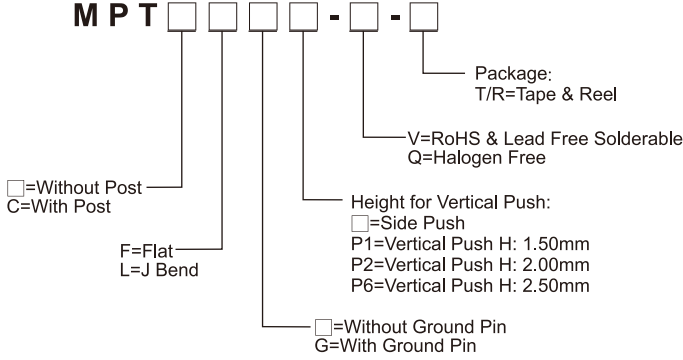 MPT□□□□-□-□
Package:
T/R=Tape & Reel
V=RoHS & Lead Free Solderable
Q=Halogen Free
□=Without Post
C=With Post
Height for Vertical Push:
□=Side Push
P1=Vertical Push H: 1.50mm
P2=Vertical Push H: 2.00mm
P6=Vertical Push H: 2.50mm
F=Flat
L=J Bend
□=Without Ground Pin
G=With Ground Pin